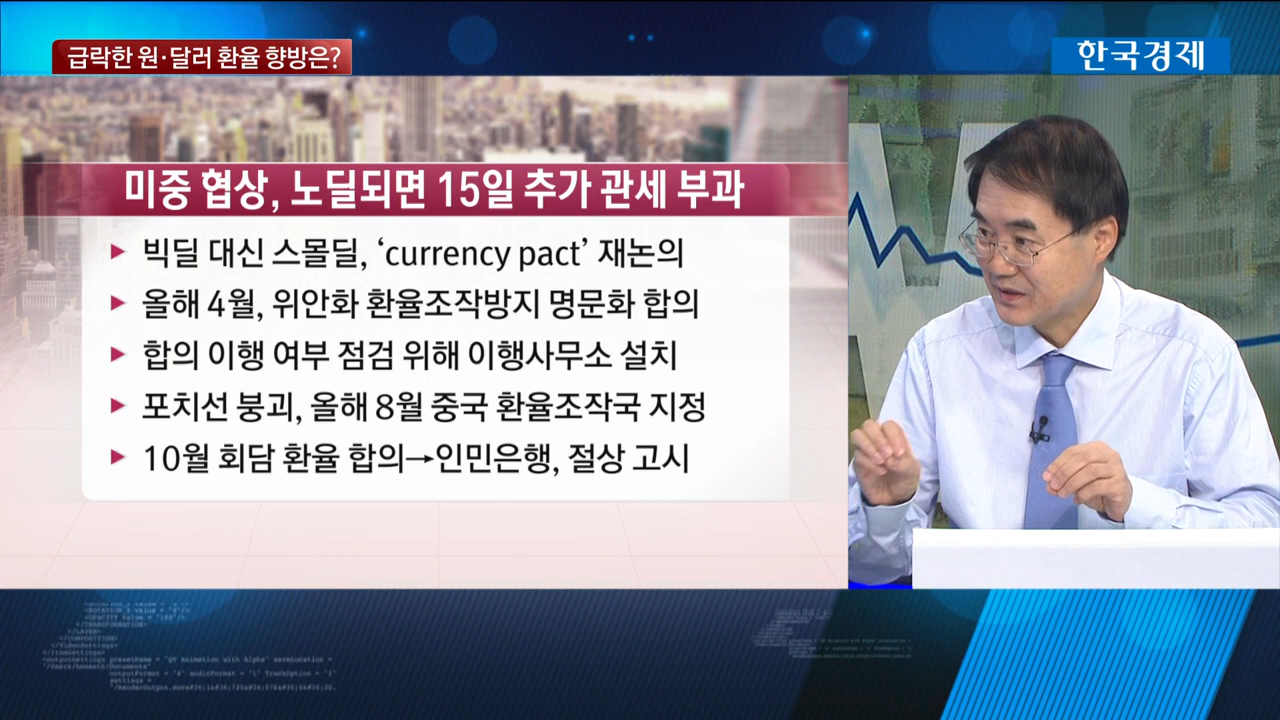 급락한 원·달러 환율 향방은?
한국경제
미중 협상, 노딜되면 15일 추가 관세 부과
빅딜 대신 스몰딜, ‘currency pact’ 재논의
올해 4월, 위안화 환율조작방지 명문화 합의
합의 이행 여부 점검 위해 이행사무소 설치
포치선 붕괴, 올해 8월 중국 환율조작국 지정
10월 회담 환율 합의→인민은행, 절상 고시